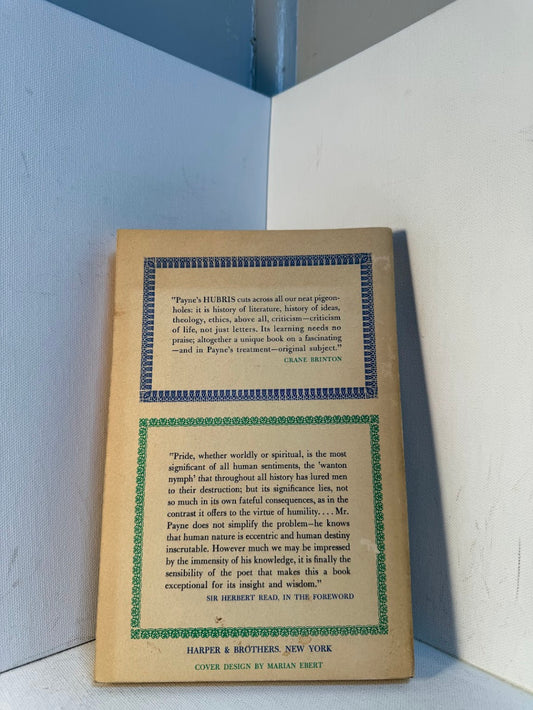 "Payne's HUBRIS cuts across all our neat pigeon-
holes: it is history of literature, history of ideas,
theology, ethics, above all, criticism—criticism
of life, not just letters. Its learning needs no
praise; altogether a unique book on a fascinating
—and in Payne's treatment—original subject."
CRANE BRINTON
"Pride, whether worldly or spiritual, is the most
significant of all human sentiments, the 'wanton
nymph' that throughout all history has lured men
to their destruction; but its significance lies, not
so much in its own fateful consequences, as in the
contrast it offers to the virtue of humility.... Mr.
Payne does not simplify the problem—he knows
that human nature is eccentric and human destiny
inscrutable. However much we may be impressed
by the immensity of his knowledge, it is finally the
sensibility of the poet that makes this a book
exceptional for its insight and wisdom."
SIR HERBERT READ, IN THE FOREWORD
HARPER & BROTHERS, NEW YORK
COVER DESIGN BY MARIAN EBERT